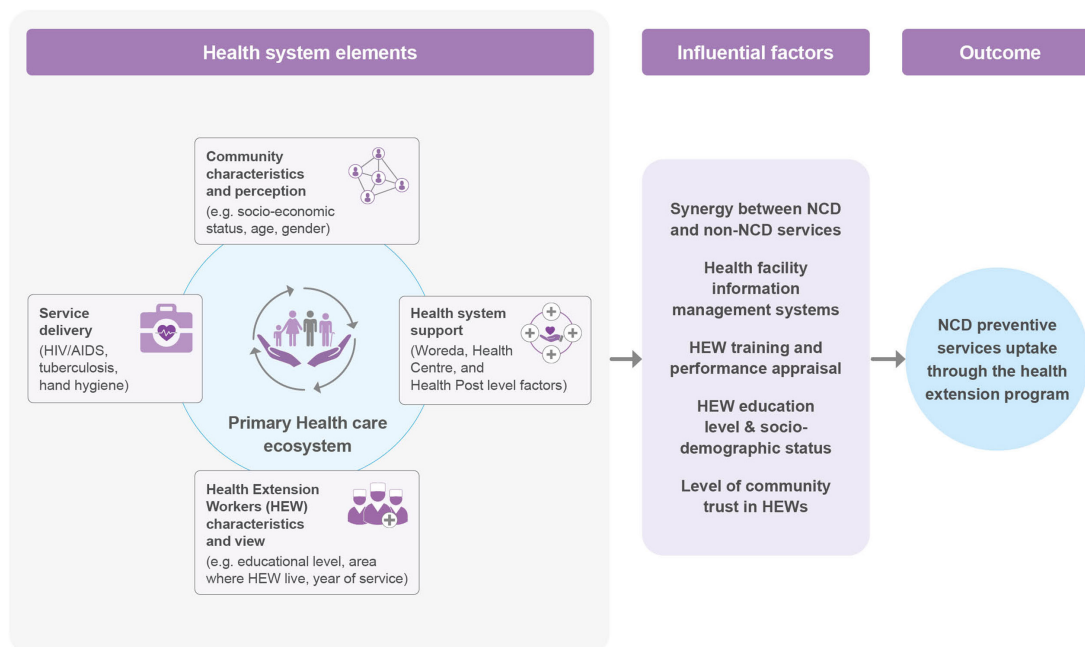 Health system elements
Influential factors
Outcome
Community
characteristics
and perception
(e.g. socio-economic
status, age, gender)
Service
delivery
(HIV/AIDS,
tuberculosis,
hand hygiene)
Health system
support
(Woreda, Health
Centre, and
Health Post level factors)
Primary Health care
ecosystem
Health Extension
Workers (HEW)
characteristics
and view
(e.g. educational level, area
where HEW live, year of service)
Synergy between NCD
and non-NCD services
Health facility
information
management systems
HEW training and
performance appraisal
HEW education
level & socio-
demographic status
Level of community
trust in HEWs
NCD preventive
services uptake
through the health
extension program